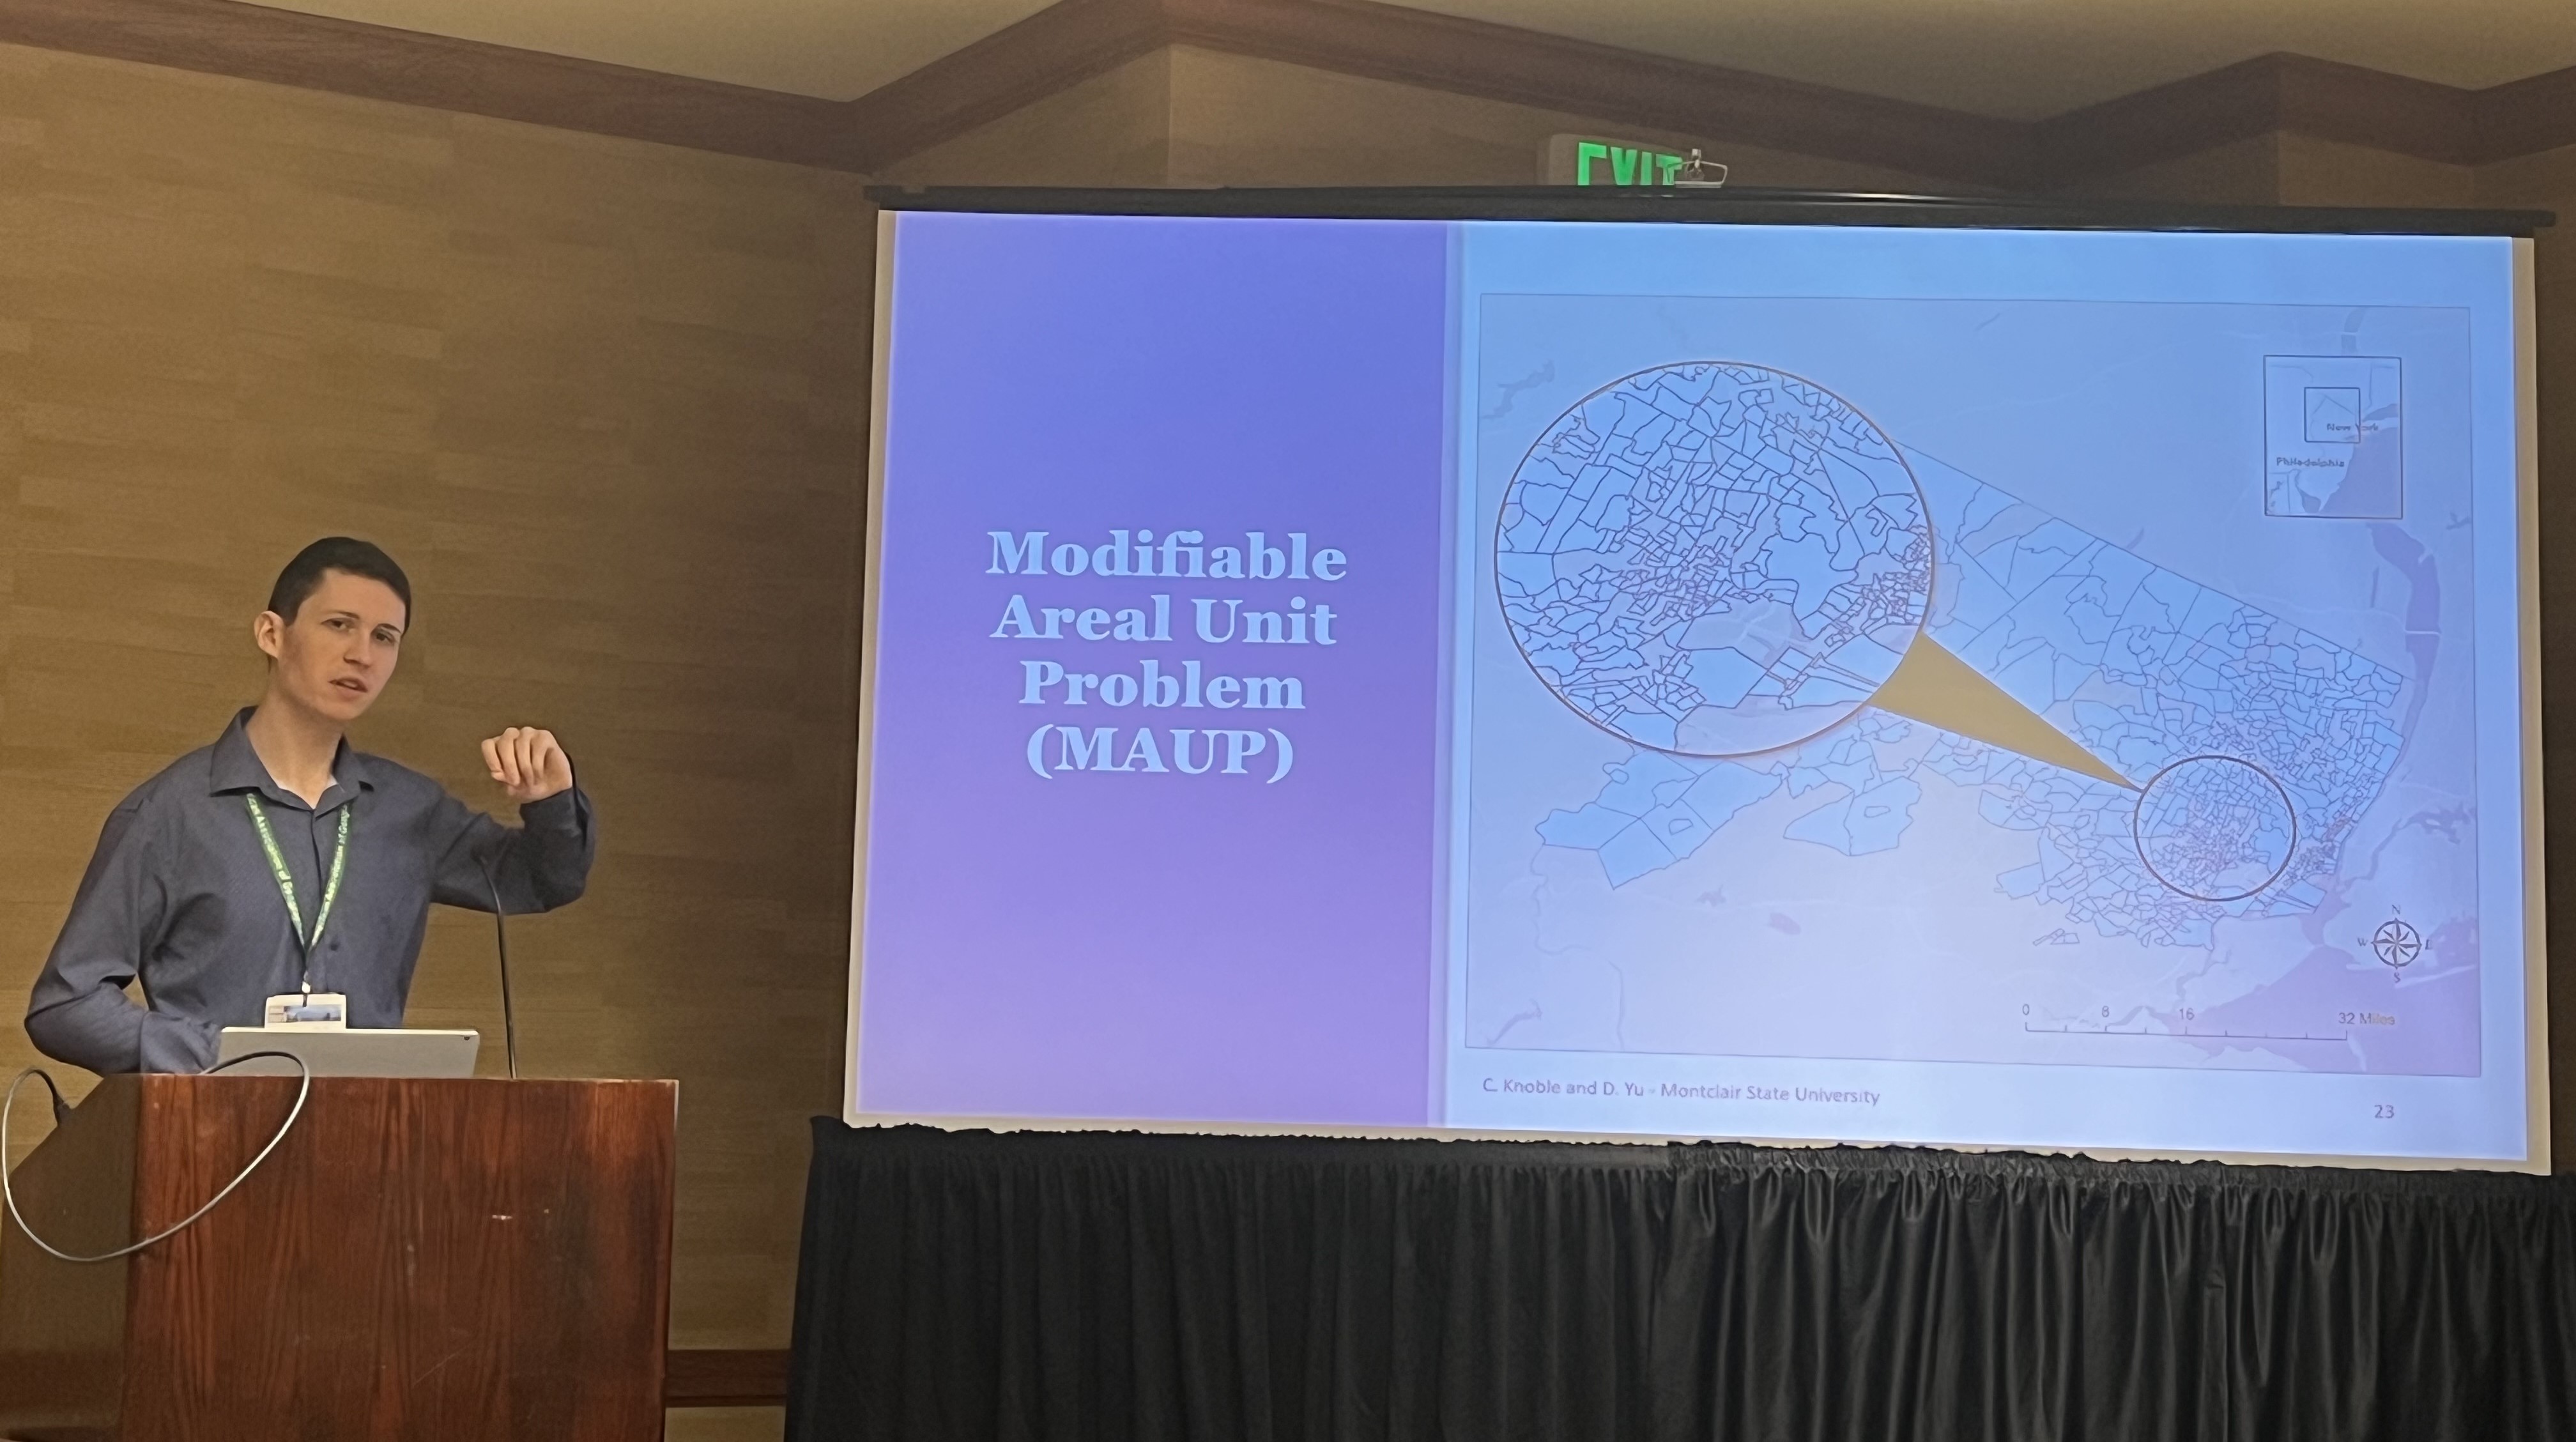 EXIT
Modifiable
Areal Unit
Problem
(MAUP)
New York
Philadelphia
N
W E
S
0 8 16 32 Miles
C. Knoble and D. Yu - Montclair State University
23